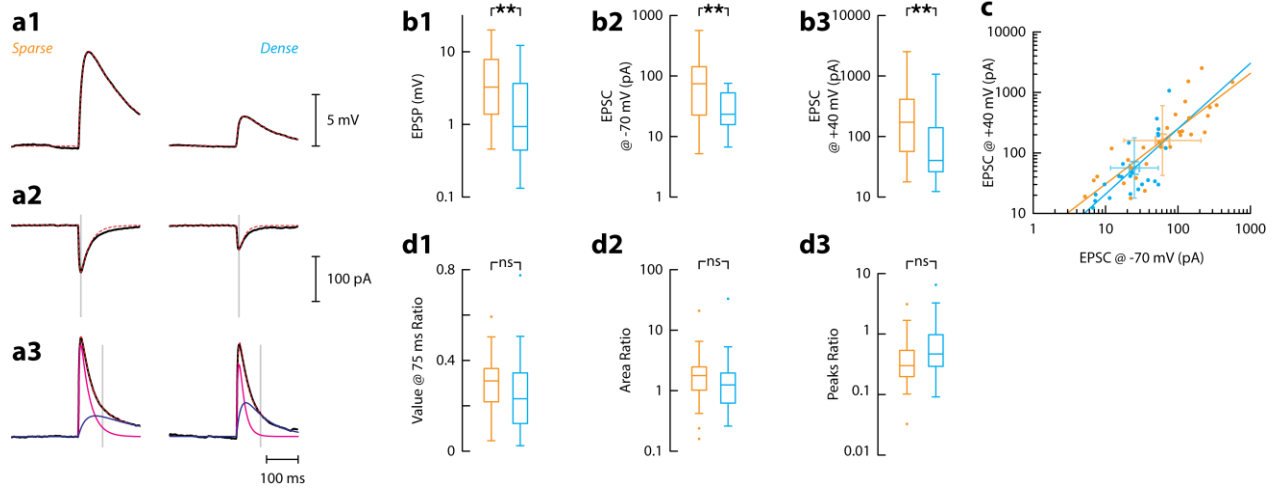 a1
Sparse
Dense
5 mV
a2
100 pA
a3
100 ms
b1
**
EPSP (mV)
10
1
0.1
b2
**
EPSC
@ -70 mV (pA)
1000
100
10
1
b3
**
EPSC
@ +40 mV (pA)
10000
1000
100
10
c
EPSC @ +40 mV (pA)
10000
1000
100
10
1
10
100
1000
EPSC @ -70 mV (pA)
d1
ns
Value @ 75 ms Ratio
0.8
0.4
0
d2
ns
Area Ratio
100
10
1
0.1
d3
ns
Peaks Ratio
10
1
0.1
0.01